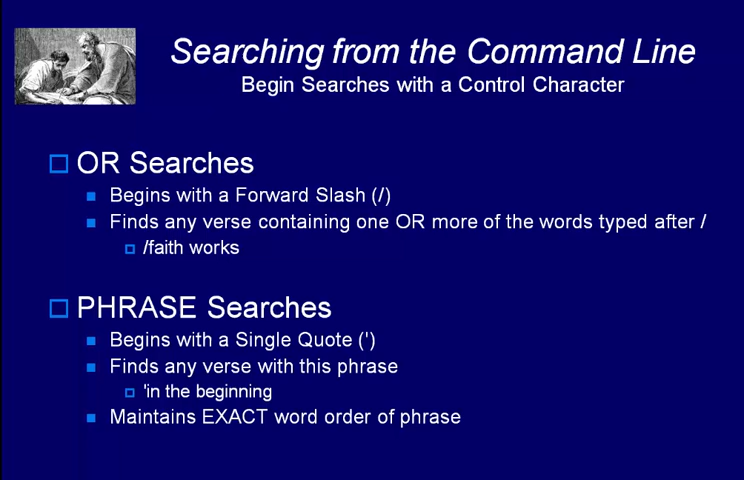 Searching from the Command Line
Begin Searches with a Control Character
OR Searches
Begins with a Forward Slash (/)
Finds any verse containing one OR more of the words typed after /
/faith works
PHRASE Searches
Begins with a Single Quote (')
Finds any verse with this phrase
'in the beginning
Maintains EXACT word order of phrase